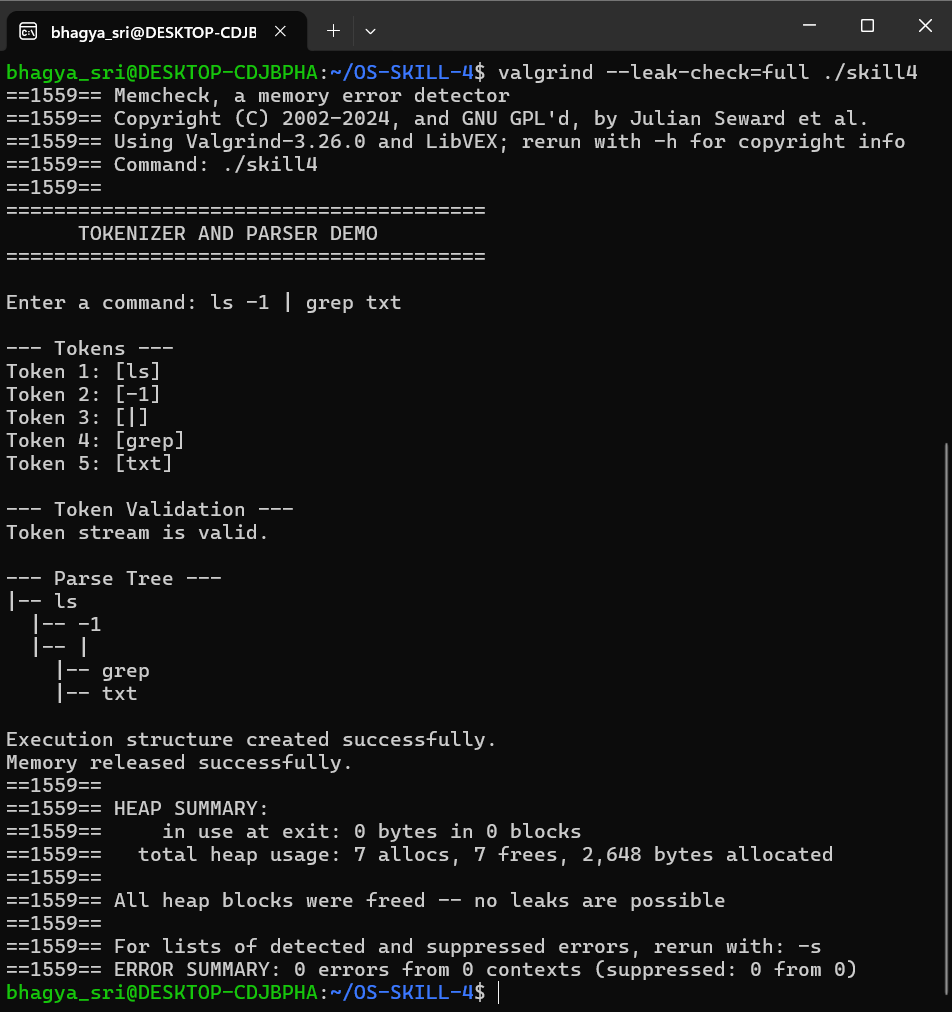 bhagya_sri@DESKTOP-CDJB
bhagya_sri@DESKTOP-CDJBPHA:~/OS-SKILL-4$ valgrind --leak-check=full ./skill4
==1559== Memcheck, a memory error detector
==1559== Copyright (C) 2002-2024, and GNU GPL'd, by Julian Seward et al.
==1559== Using Valgrind-3.26.0 and LibVEX; rerun with -h for copyright info
==1559== Command: ./skill4
==1559==
========================================
      TOKENIZER AND PARSER DEMO
========================================

Enter a command: ls -1 | grep txt

--- Tokens ---
Token 1: [ls]
Token 2: [-1]
Token 3: [|]
Token 4: [grep]
Token 5: [txt]

--- Token Validation ---
Token stream is valid.

--- Parse Tree ---
|-- ls
  |-- -1
  |-- |
    |-- grep
    |-- txt

Execution structure created successfully.
Memory released successfully.
==1559==
==1559== HEAP SUMMARY:
==1559==     in use at exit: 0 bytes in 0 blocks
==1559==   total heap usage: 7 allocs, 7 frees, 2,648 bytes allocated
==1559==
==1559== All heap blocks were freed -- no leaks are possible
==1559==
==1559== For lists of detected and suppressed errors, rerun with: -s
==1559== ERROR SUMMARY: 0 errors from 0 contexts (suppressed: 0 from 0)
bhagya_sri@DESKTOP-CDJBPHA:~/OS-SKILL-4$